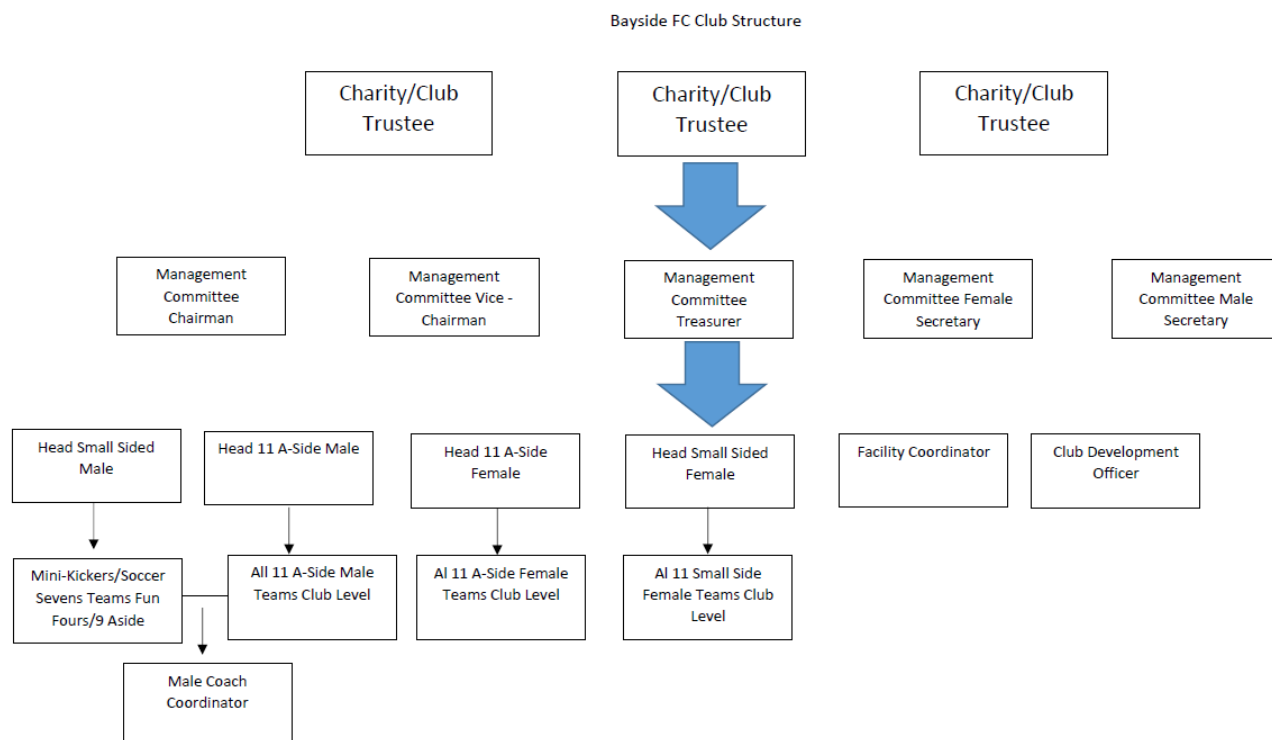 Bayside FC Club Structure
Charity/Club
Trustee
Charity/Club
Trustee
Charity/Club
Trustee
Management
Committee
Chairman
Management
Committee Vice -
Chairman
Management
Committee
Treasurer
Management
Committee Female
Secretary
Management
Committee Male
Secretary
Head Small Sided
Male
Head 11 A-Side Male
Head 11 A-Side
Female
Head Small Sided
Female
Facility Coordinator
Club Development
Officer
Mini-Kickers/Soccer
Sevens Teams Fun
Fours/9 Aside
All 11 A-Side Male
Teams Club Level
Al 11 A-Side Female
Teams Club Level
Al 11 Small Side
Female Teams Club
Level
Male Coach
Coordinator